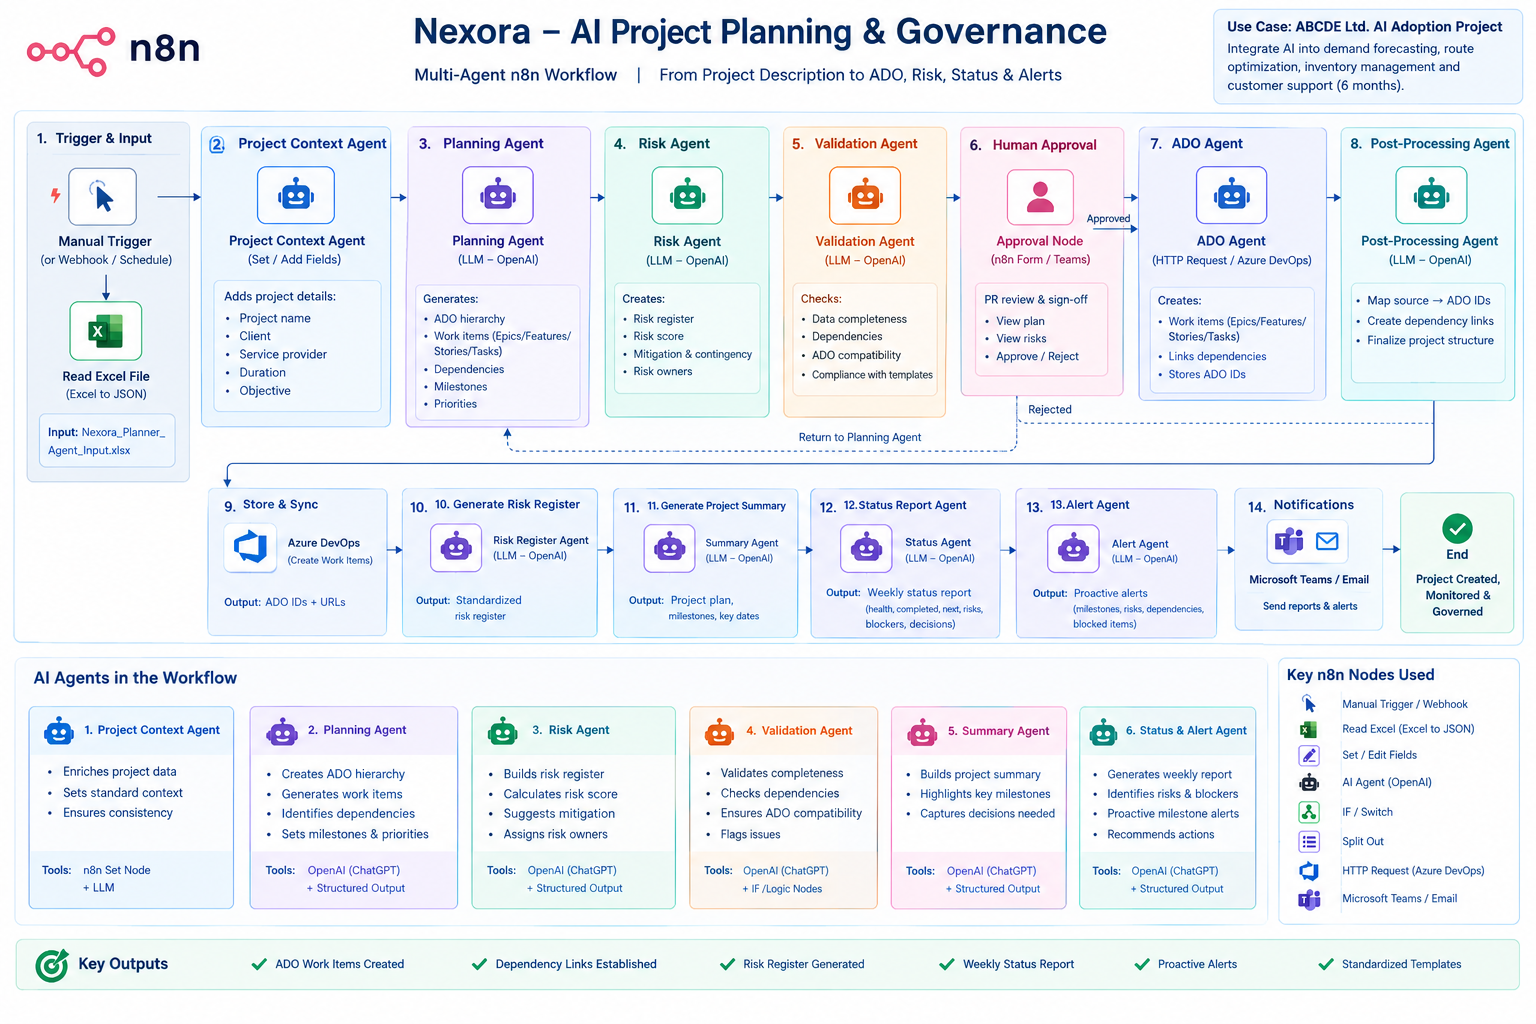 n8n
Nexora – AI Project Planning & Governance
Multi-Agent n8n Workflow | From Project Description to ADO, Risk, Status & Alerts
Use Case: ABCDE Ltd. AI Adoption Project
Integrate AI into demand forecasting, route
optimization, inventory management and
customer support (6 months).
1. Trigger & Input
Manual Trigger
(or Webhook / Schedule)
Read Excel File
(Excel to JSON)
Input: Nexora_Planner_
Agent_Input.xlsx
2. Project Context Agent
Project Context Agent
(Set / Add Fields)
Adds project details:
• Project name
• Client
• Service provider
• Duration
• Objective
3. Planning Agent
Planning Agent
(LLM – OpenAI)
Generates:
• ADO hierarchy
• Work items (Epics/Features/
Stories/Tasks)
• Dependencies
• Milestones
• Priorities
4. Risk Agent
Risk Agent
(LLM – OpenAI)
Creates:
• Risk register
• Risk score
• Mitigation & contingency
• Risk owners
5. Validation Agent
Validation Agent
(LLM – OpenAI)
Checks:
• Data completeness
• Dependencies
• ADO compatibility
• Compliance with templates
6. Human Approval
Approval Node
(n8n Form / Teams)
PR review & sign-off
• View plan
• View risks
• Approve / Reject
Approved
7. ADO Agent
ADO Agent
(HTTP Request / Azure DevOps)
Creates:
• Work items (Epics/Features/
Stories/Tasks)
• Links dependencies
• Stores ADO IDs
8. Post-Processing Agent
Post-Processing Agent
(LLM – OpenAI)
• Map source → ADO IDs
• Create dependency links
• Finalize project structure
Rejected
Return to Planning Agent
9. Store & Sync
Azure DevOps
(Create Work Items)
Output: ADO IDs + URLs
10. 10. Generate Risk Register
Risk Register Agent
(LLM – OpenAI)
Output: Standardized
risk register
11. 11. Generate Project Summary
Summary Agent
(LLM – OpenAI)
Output: Project plan,
milestones, key dates
12. 12.Status Report Agent
Status Agent
(LLM – OpenAI)
Output: Weekly status report
(health, completed, next, risks,
blockers, decisions)
13. 13.Alert Agent
Alert Agent
(LLM – OpenAI)
Output: Proactive alerts
(milestones, risks, dependencies,
blocked items)
14. Notifications
Microsoft Teams / Email
Send reports & alerts
End
Project Created,
Monitored &
Governed
AI Agents in the Workflow
1. Project Context Agent
• Enriches project data
• Sets standard context
• Ensures consistency
Tools: n8n Set Node
+ LLM
2. Planning Agent
• Creates ADO hierarchy
• Generates work items
• Identifies dependencies
• Sets milestones & priorities
Tools: OpenAI (ChatGPT)
+ Structured Output
3. Risk Agent
• Builds risk register
• Calculates risk score
• Suggests mitigation
• Assigns risk owners
Tools: OpenAI (ChatGPT)
+ Structured Output
4. Validation Agent
• Validates completeness
• Checks dependencies
• Ensures ADO compatibility
• Flags issues
Tools: OpenAI (ChatGPT)
+ IF /Logic Nodes
5. Summary Agent
• Builds project summary
• Highlights key milestones
• Captures decisions needed
Tools: OpenAI (ChatGPT)
+ Structured Output
6. Status & Alert Agent
• Generates weekly report
• Identifies risks & blockers
• Proactive milestone alerts
• Recommends actions
Tools: OpenAI (ChatGPT)
+ Structured Output
Key n8n Nodes Used
Manual Trigger / Webhook
Read Excel (Excel to JSON)
Set / Edit Fields
AI Agent (OpenAI)
IF / Switch
Split Out
HTTP Request (Azure DevOps)
Microsoft Teams / Email
Key Outputs
ADO Work Items Created
Dependency Links Established
Risk Register Generated
Weekly Status Report
Proactive Alerts
Standardized Templates